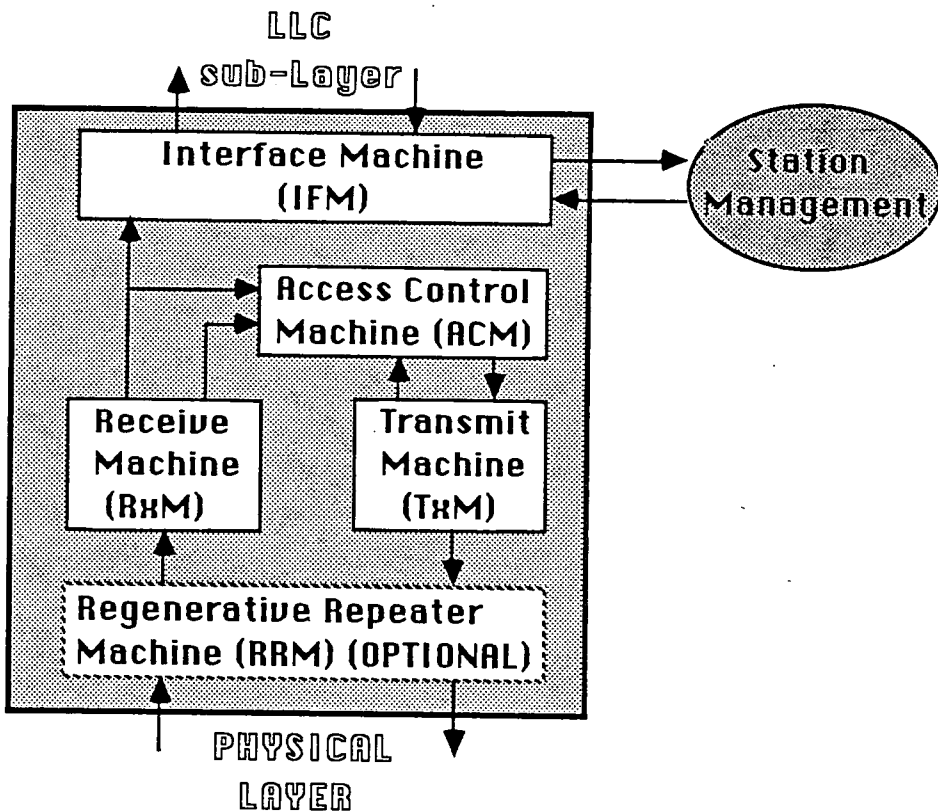 LLC
sub-Layer
Interface Machine
(IFM)
Station
Management
Access Control
Machine (ACM)
Receive
Machine
(RxM)
Transmit
Machine
(TxM)
Regenerative Repeater
Machine (RRM) (OPTIONAL)
PHYSICAL
LAYER